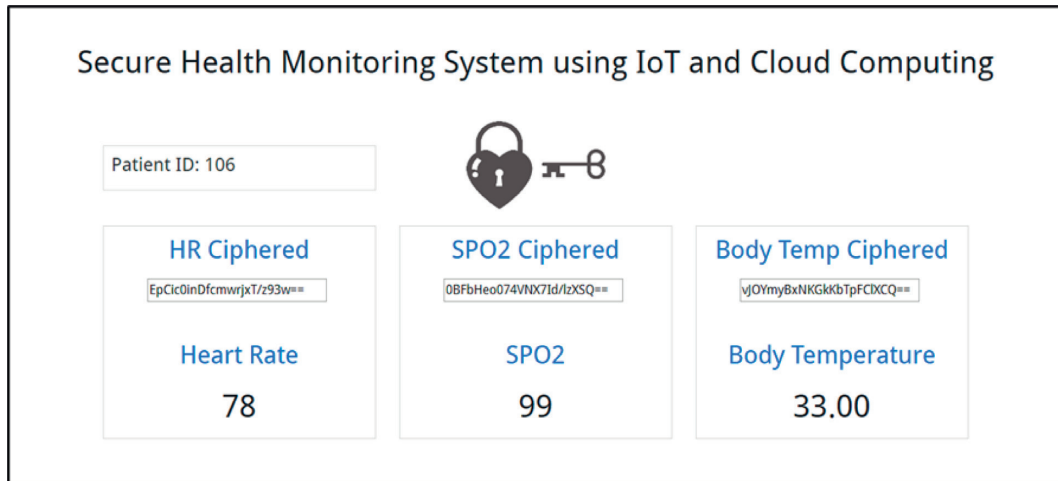 Secure Health Monitoring System using IoT and Cloud Computing
Patient ID: 106
HR Ciphered
EpCic0inDfcmwrjxT/z93w==
Heart Rate
78
SPO2 Ciphered
0BFbHeo074VNX7Id/lzXSQ==
SPO2
99
Body Temp Ciphered
vJOYmyBxNKGkKbTpFClXCQ==
Body Temperature
33.00